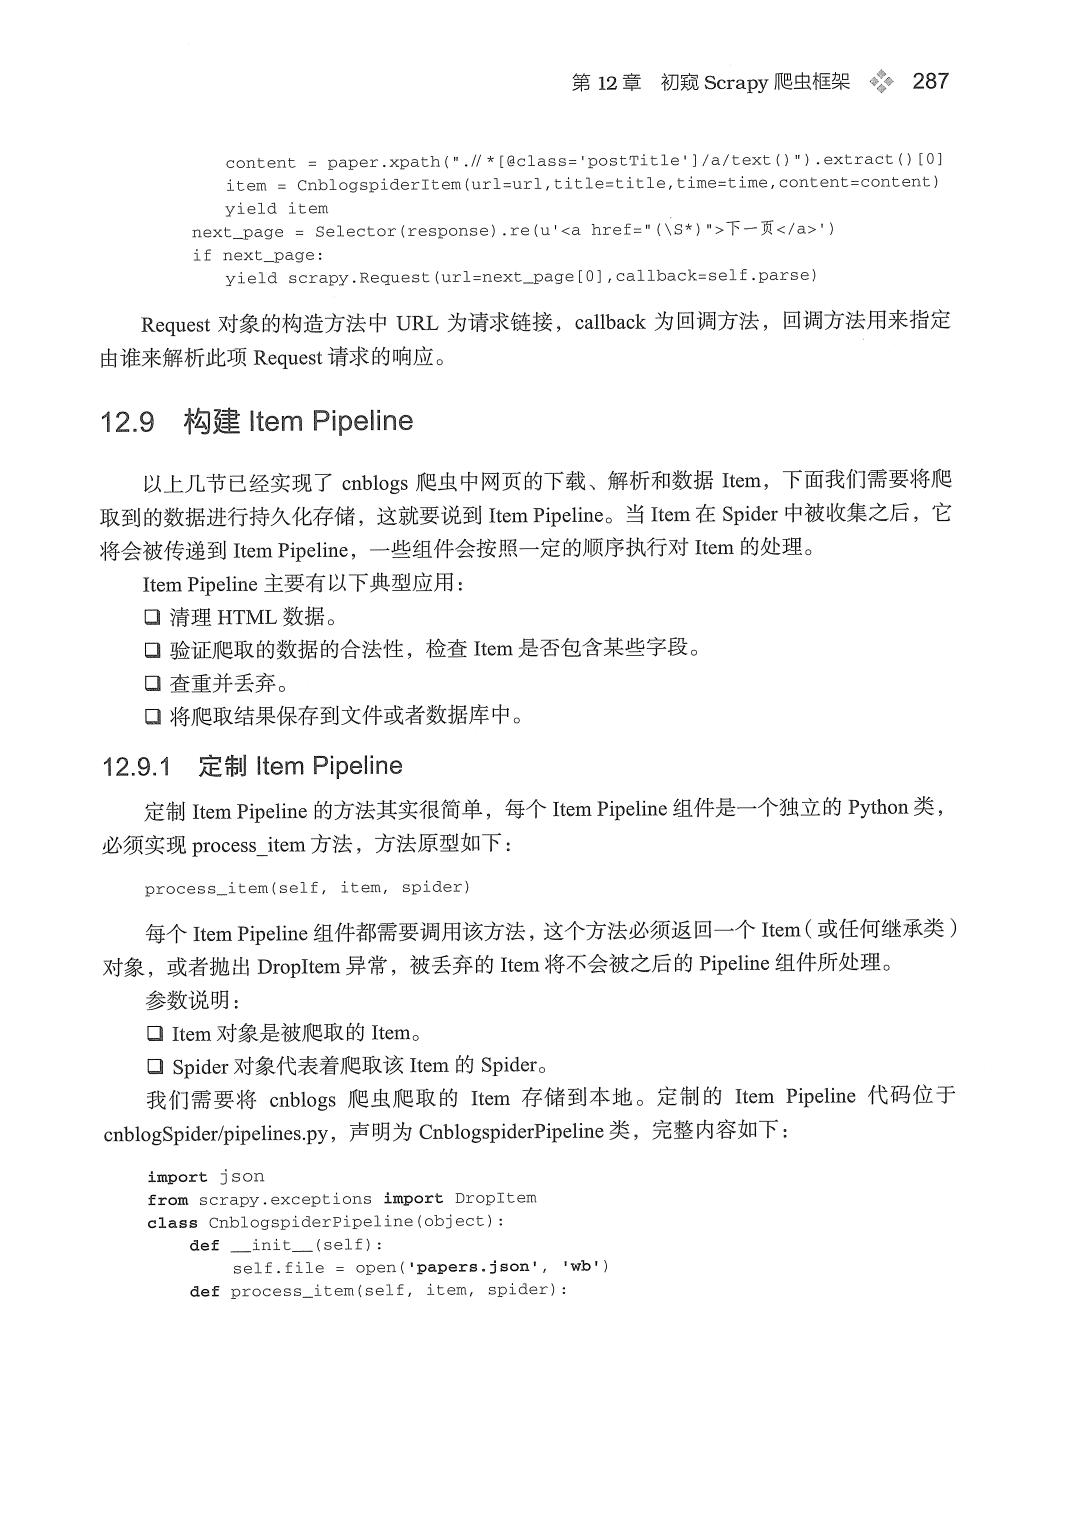 第 12 章 初窥 Scrapy 爬虫框架 287
content = paper.xpath(".//*[@class='postTitle']/a/text()").extract()[0]
item = CnblogspiderItem(url=url,title=title,time=time,content=content)
yield item
next_page = Selector(response).re(u'<a href="(\S*)">下一页</a>')
if next_page:
yield scrapy.Request(url=next_page[0],callback=self.parse)
Request 对象的构造方法中 URL 为请求链接，callback 为回调方法，回调方法用来指定
由谁来解析此项 Request 请求的响应。
12.9 构建 Item Pipeline
以上几节已经实现了 cnblogs 爬虫中网页的下载、解析和数据 Item，下面我们需要将爬
取到的数据进行持久化存储，这就要说到 Item Pipeline。当 Item 在 Spider 中被收集之后，它
将会被传递到 Item Pipeline，一些组件会按照一定的顺序执行对 Item 的处理。
Item Pipeline 主要有以下典型应用：
❑ 清理 HTML 数据。
❑ 验证爬取的数据的合法性，检查 Item 是否包含某些字段。
❑ 查重并丢弃。
❑ 将爬取结果保存到文件或者数据库中。
12.9.1 定制 Item Pipeline
定制 Item Pipeline 的方法其实很简单，每个 Item Pipeline 组件是一个独立的 Python 类，
必须实现 process_item 方法，方法原型如下：
process_item(self, item, spider)
每个 Item Pipeline 组件都需要调用该方法，这个方法必须返回一个 Item（或任何继承类）
对象，或者抛出 DropItem 异常，被丢弃的 Item 将不会被之后的 Pipeline 组件所处理。
参数说明：
❑ Item 对象是被爬取的 Item。
❑ Spider 对象代表着爬取该 Item 的 Spider。
我们需要将 cnblogs 爬虫爬取的 Item 存储到本地。定制的 Item Pipeline 代码位于
cnblogSpider/pipelines.py，声明为 CnblogspiderPipeline 类，完整内容如下：
import json
from scrapy.exceptions import DropItem
class CnblogspiderPipeline(object):
def __init__(self):
self.file = open('papers.json', 'wb')
def process_item(self, item, spider):